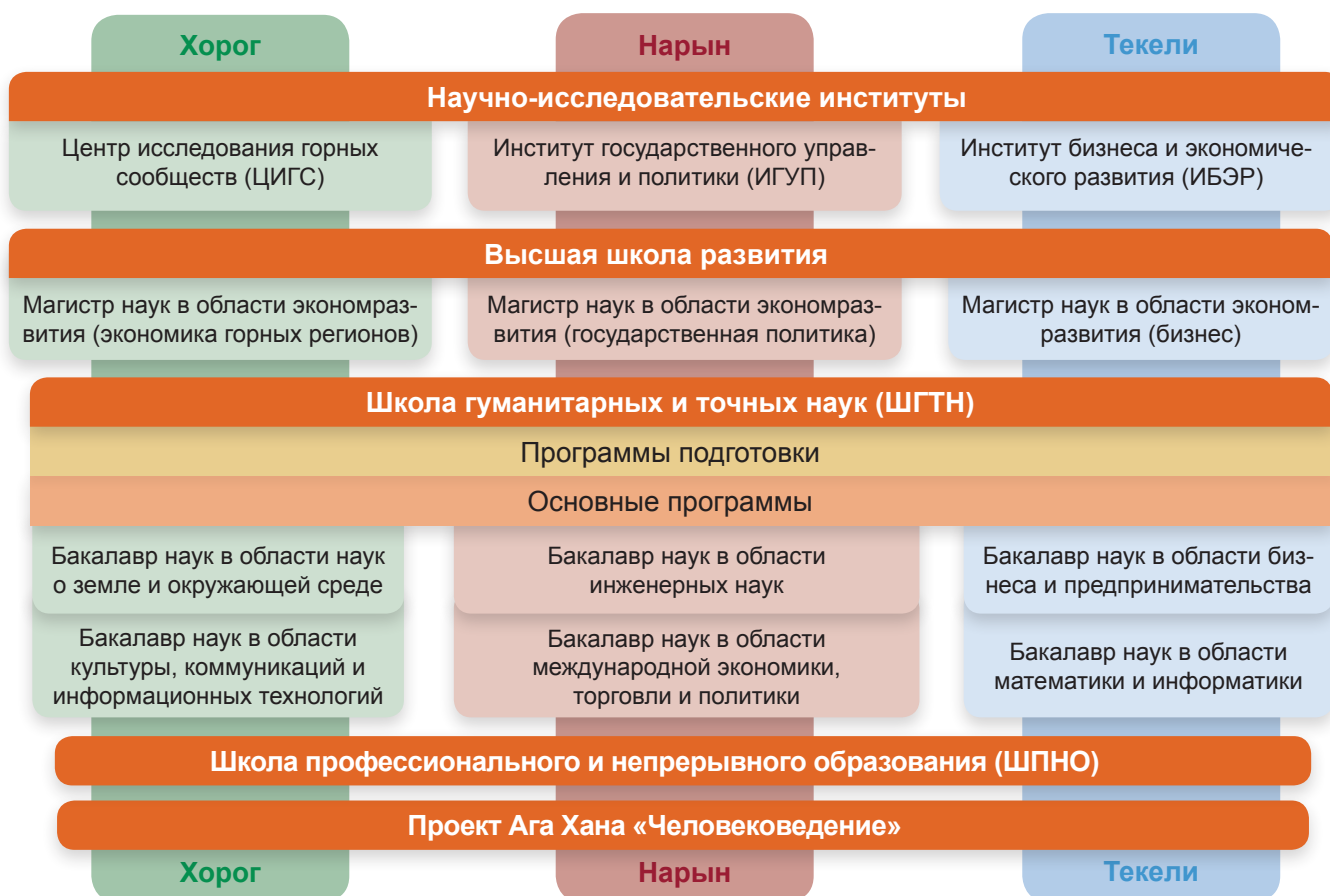 Хорог
Нарын
Текели
Научно-исследовательские институты
Центр исследования горных
сообществ (ЦИГС)
Институт государственного управ-
ления и политики (ИГУП)
Институт бизнеса и экономиче-
ского развития (ИБЭР)
Высшая школа развития
Магистр наук в области экономраз-
вития (экономика горных регионов)
Магистр наук в области экономраз-
вития (государственная политика)
Магистр наук в области эконом-
развития (бизнес)
Школа гуманитарных и точных наук (ШГТН)
Программы подготовки
Основные программы
Бакалавр наук в области наук
о земле и окружающей среде
Бакалавр наук в области
инженерных наук
Бакалавр наук в области биз-
неса и предпринимательства
Бакалавр наук в области
культуры, коммуникаций и
информационных технологий
Бакалавр наук в области
международной экономики,
торговли и политики
Бакалавр наук в области
математики и информатики
Школа профессионального и непрерывного образования (ШПНО)
Проект Ага Хана «Человековедение»
Хорог
Нарын
Текели